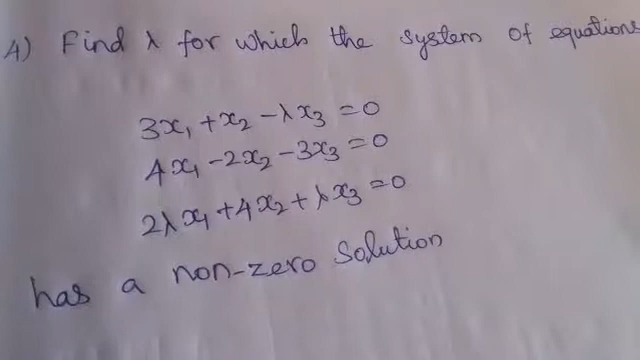 A) Find λ for which the system of equations
3x₁ + x₂ - λx₃ = 0
4x₁ - 2x₂ - 3x₃ = 0
2λx₁ + 4x₂ + λx₃ = 0
has a non-zero solution